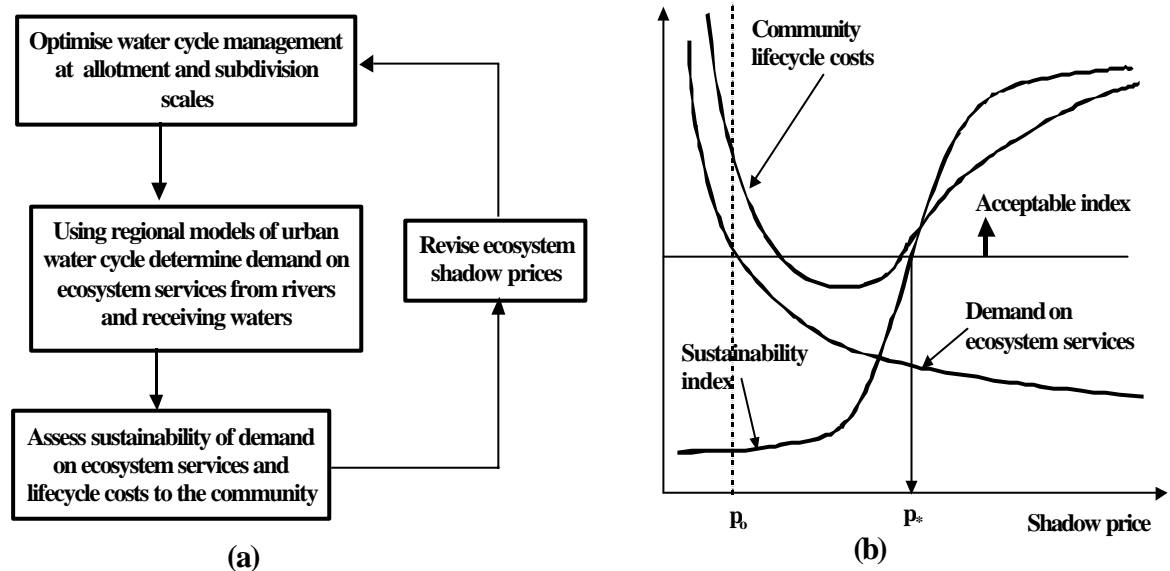 Optimise water cycle management
at allotment and subdivision
scales
Using regional models of urban
water cycle determine demand on
ecosystem services from rivers
and receiving waters
Assess sustainability of demand
on ecosystem services and
lifecycle costs to the community
Revise ecosystem
shadow prices
(a)
Community
lifecycle costs
Acceptable index
Demand on
ecosystem services
Sustainability
index
p₀
p*
Shadow price
(b)